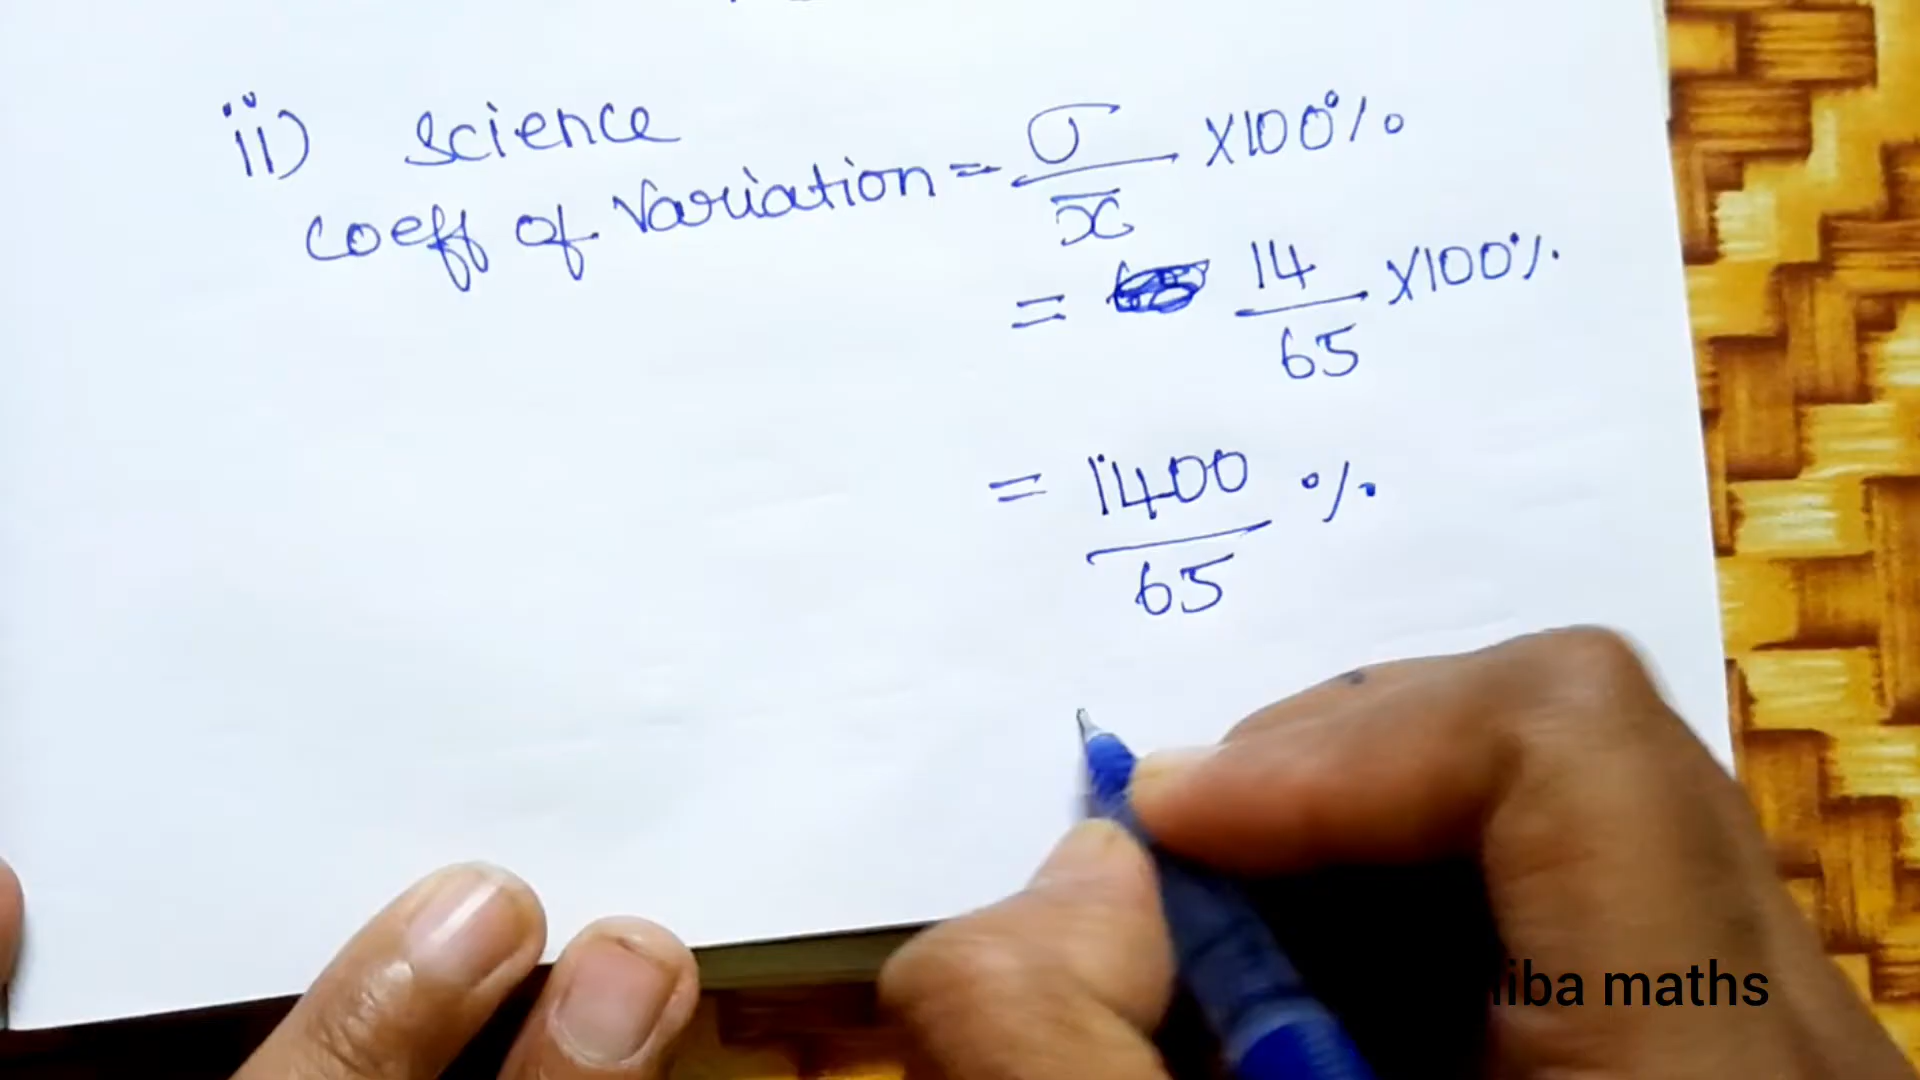 ii) Science
Coeff of Variation = σ/x̄ ×100%
= 14/65 ×100%
= 1400/65 %
iba maths